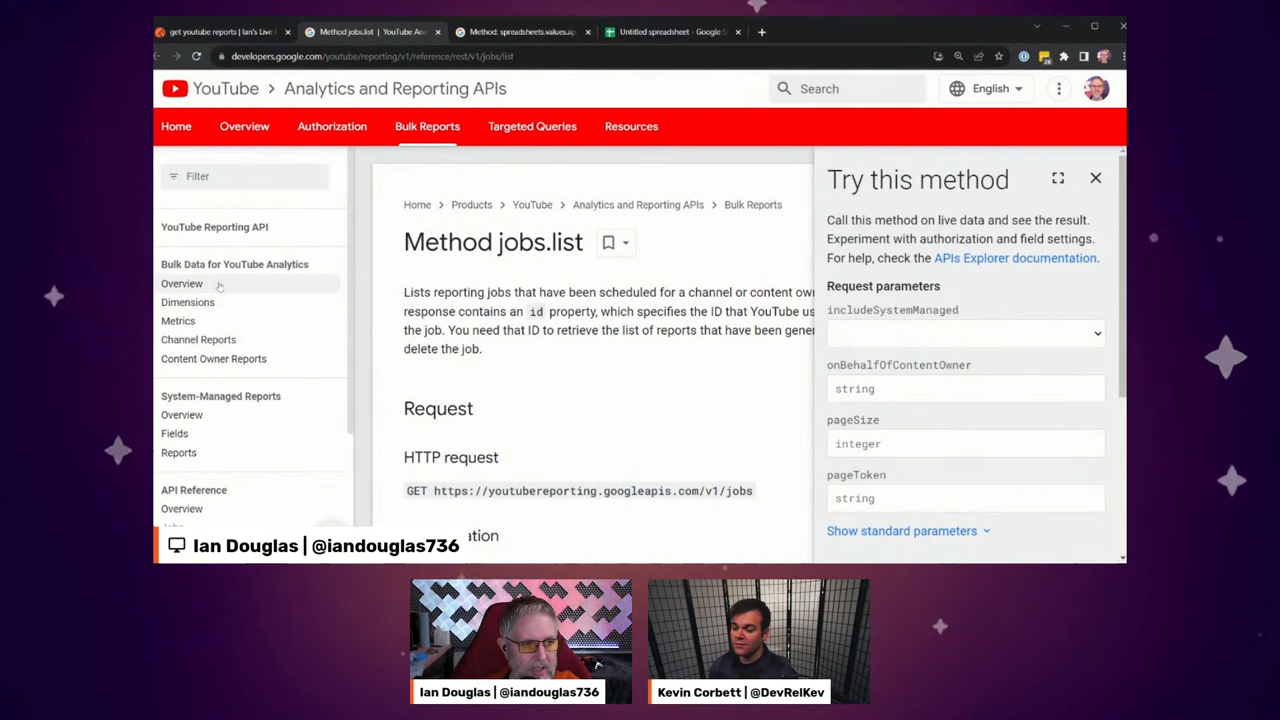 get youtube reports | Ian's Live
Method: jobs.list | YouTube An
Method: spreadsheets.values.ap
Untitled spreadsheet - Google S
developers.google.com/youtube/reporting/v1/reference/rest/v1/jobs/list
YouTube > Analytics and Reporting APIs
Search
English
Home
Overview
Authorization
Bulk Reports
Targeted Queries
Resources
Filter
YouTube Reporting API
Bulk Data for YouTube Analytics
Overview
Dimensions
Metrics
Channel Reports
Content Owner Reports
System-Managed Reports
Overview
Fields
Reports
API Reference
Overview
Home > Products > YouTube > Analytics and Reporting APIs > Bulk Reports
Method jobs.list
Lists reporting jobs that have been scheduled for a channel or content own
response contains an id property, which specifies the ID that YouTube us
the job. You need that ID to retrieve the list of reports that have been gener
delete the job.
Request
HTTP request
GET https://youtubereporting.googleapis.com/v1/jobs
Try this method
Call this method on live data and see the result.
Experiment with authorization and field settings.
For help, check the APIs Explorer documentation.
Request parameters
includeSystemManaged
onBehalfOfContentOwner
string
pageSize
integer
pageToken
string
Show standard parameters
Ian Douglas | @iandouglas736
Ian Douglas | @iandouglas736
Kevin Corbett | @DevRelKev